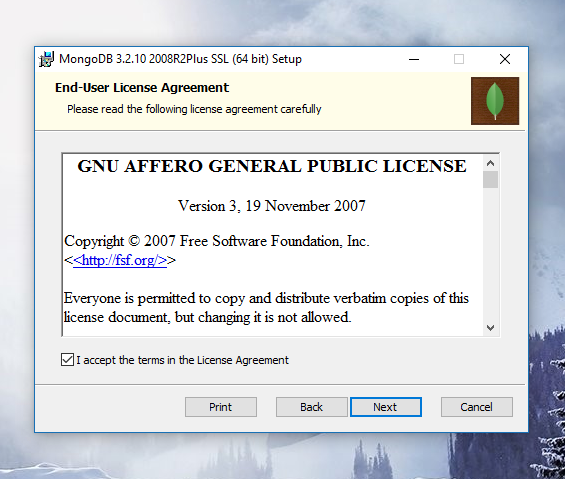 MongoDB 3.2.10 2008R2Plus SSL (64 bit) Setup
End-User License Agreement
Please read the following license agreement carefully
GNU AFFERO GENERAL PUBLIC LICENSE
Version 3, 19 November 2007
Copyright © 2007 Free Software Foundation, Inc.
<<http://fsf.org/>>
Everyone is permitted to copy and distribute verbatim copies of this
license document, but changing it is not allowed.
I accept the terms in the License Agreement
Print Back Next Cancel